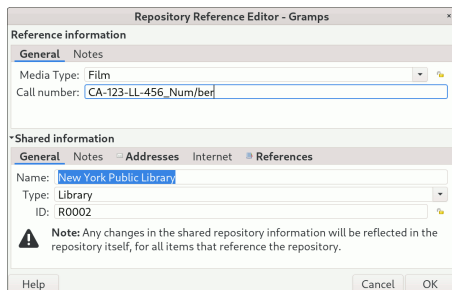 Repository Reference Editor - Gramps
Reference information
General Notes
Media Type: Film
Call number: CA-123-LL-456_Num/ber
Shared information
General Notes Addresses Internet References
Name: New York Public Library
Type: Library
ID: R0002
Note: Any changes in the shared repository information will be reflected in the
repository itself, for all items that reference the repository.
Help Cancel OK